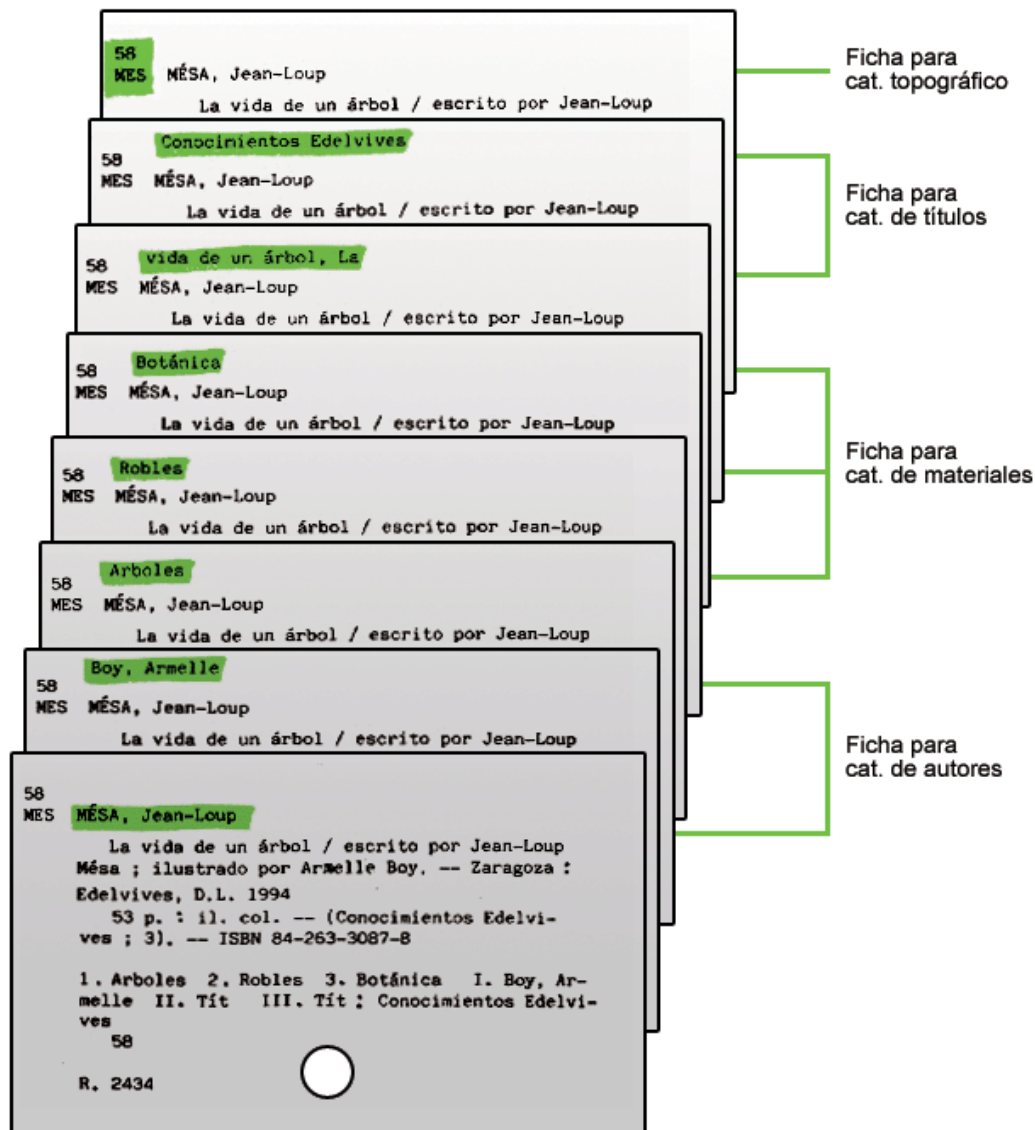 58
MES MÉSA, Jean-Loup
La vida de un árbol / escrito por Jean-Loup
Ficha para
cat. topográfico
Conocimientos Edelvives
58
MES MÉSA, Jean-Loup
La vida de un árbol / escrito por Jean-Loup
Ficha para
cat. de títulos
vida de un árbol, La
58
MES MÉSA, Jean-Loup
La vida de un árbol / escrito por Jean-Loup
Botánica
58
MES MÉSA, Jean-Loup
La vida de un árbol / escrito por Jean-Loup
Ficha para
cat. de materiales
Robles
58
MES MÉSA, Jean-Loup
La vida de un árbol / escrito por Jean-Loup
Arboles
58
MES MÉSA, Jean-Loup
La vida de un árbol / escrito por Jean-Loup
Boy, Armelle
58
MES MÉSA, Jean-Loup
La vida de un árbol / escrito por Jean-Loup
Ficha para
cat. de autores
58
MES MÉSA, Jean-Loup
La vida de un árbol / escrito por Jean-Loup
Mésa ; ilustrado por Armelle Boy. -- Zaragoza :
Edelvives, D.L. 1994
53 p. : il. col. -- (Conocimientos Edelvi-
ves ; 3). -- ISBN 84-263-3087-8
1. Arboles 2. Robles 3. Botánica I. Boy, Ar-
melle II. Tít III. Tít : Conocimientos Edelvi-
ves
58
R. 2434